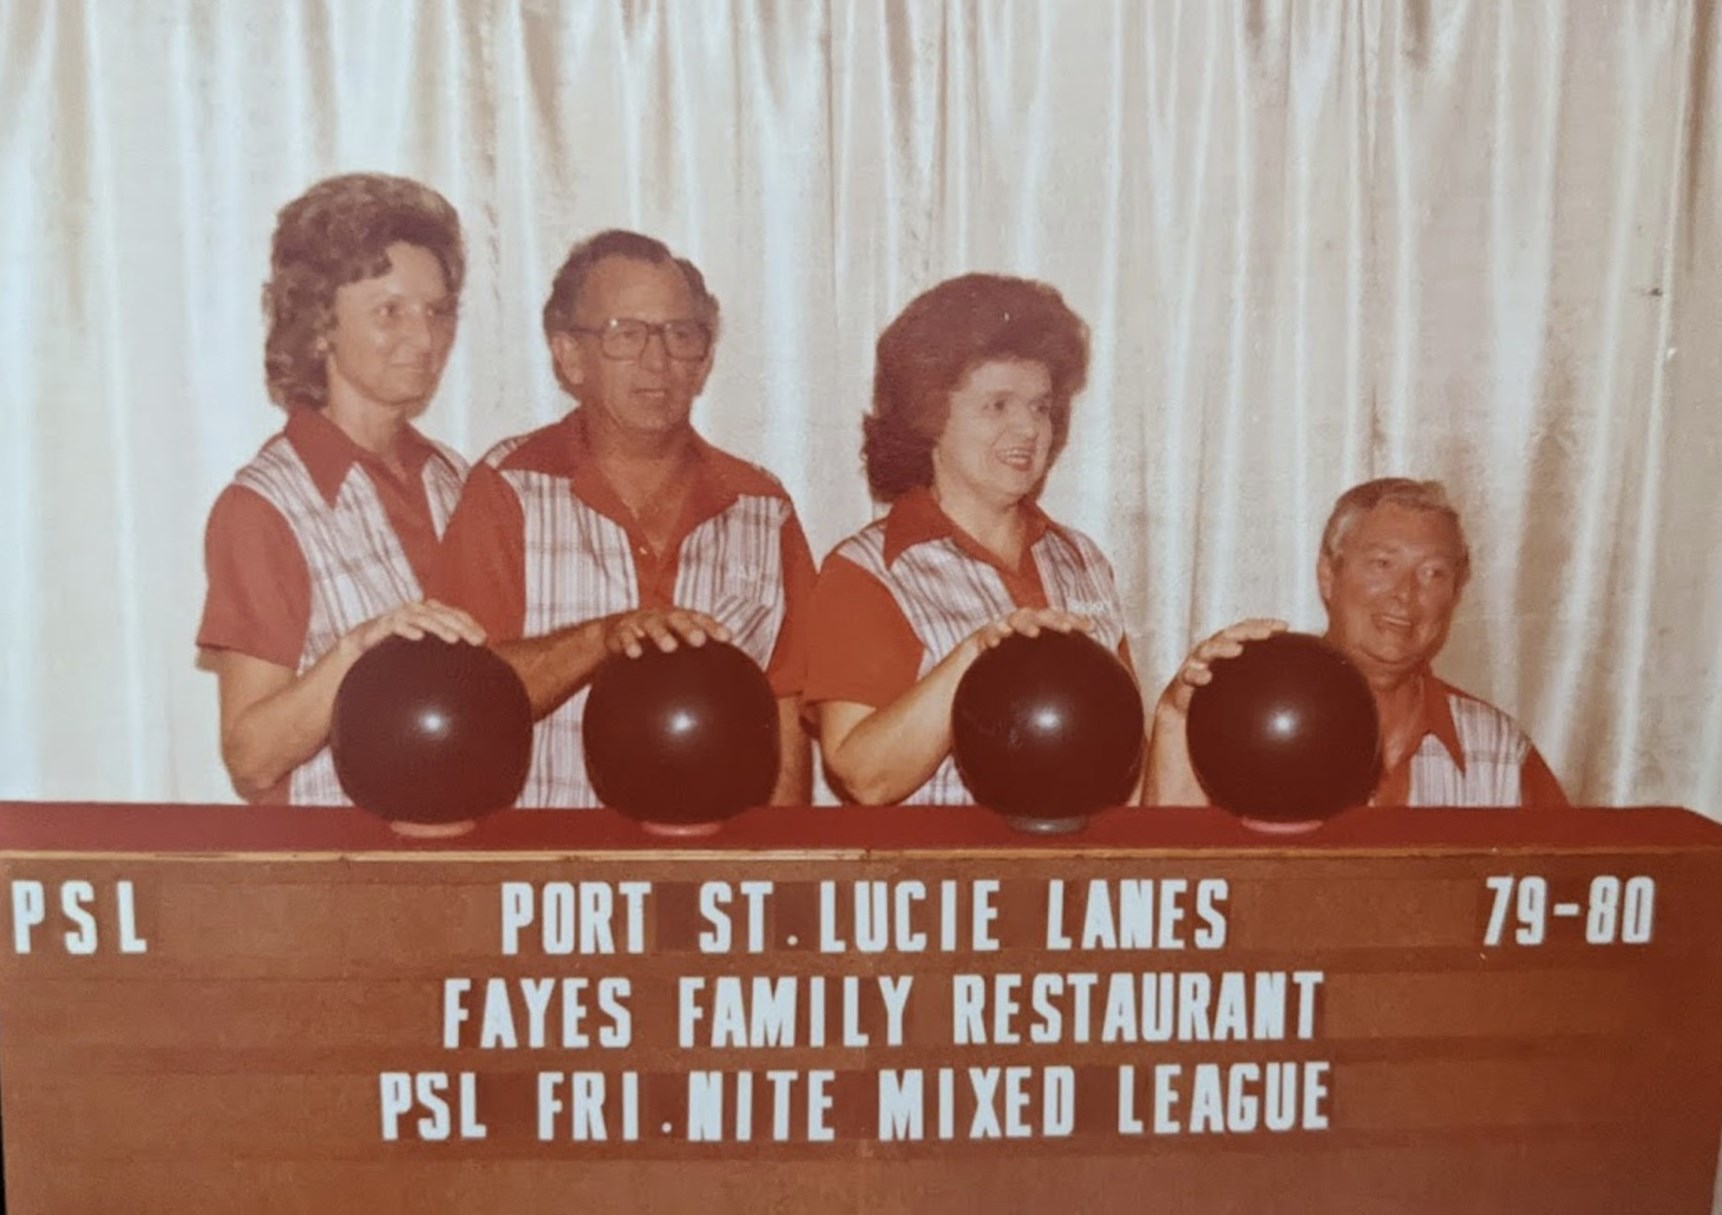 PSL PORT ST. LUCIE LANES 79-80
FAYES FAMILY RESTAURANT
PSL FRI. NITE MIXED LEAGUE